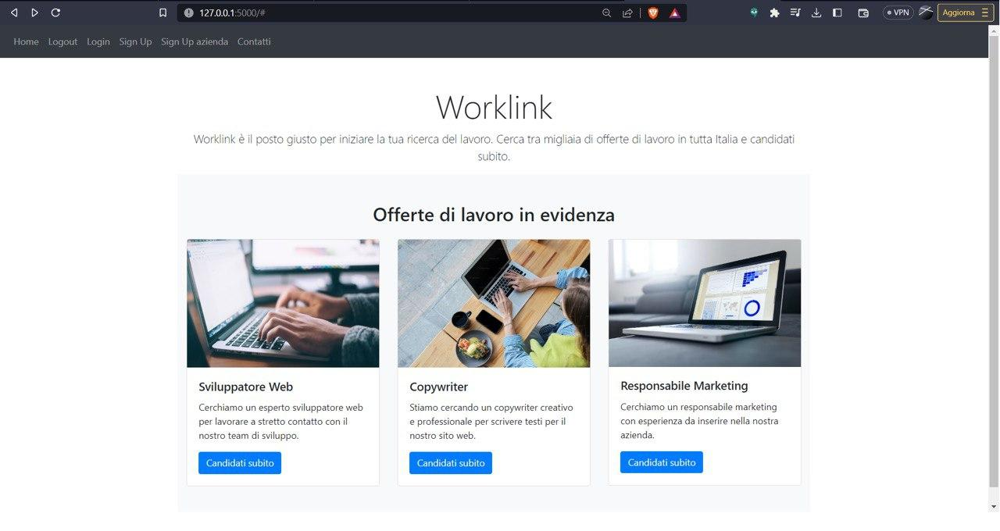 127.0.0.1:5000/#
VPN
Aggiorna
Home Logout Login Sign Up Sign Up azienda Contatti
Worklink
Worklink è il posto giusto per iniziare la tua ricerca del lavoro. Cerca tra migliaia di offerte di lavoro in tutta Italia e candidati
subito.
Offerte di lavoro in evidenza
Sviluppatore Web
Cerchiamo un esperto sviluppatore web
per lavorare a stretto contatto con il
nostro team di sviluppo.
Candidati subito
Copywriter
Stiamo cercando un copywriter creativo
e professionale per scrivere testi per il
nostro sito web.
Candidati subito
Responsabile Marketing
Cerchiamo un responsabile marketing
con esperienza da inserire nella nostra
azienda.
Candidati subito